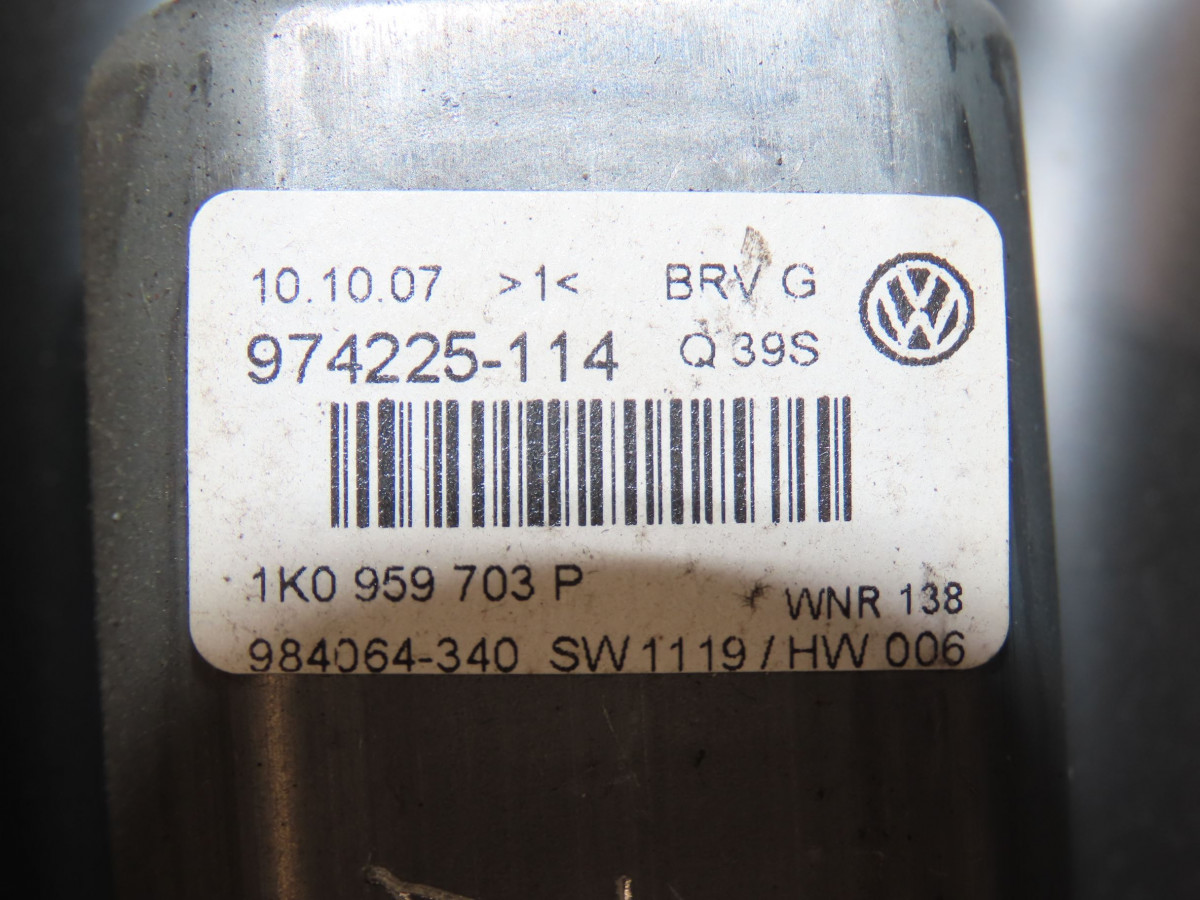 10.10.07 >1< BRV G
974225-114 Q 39S
1K0 959 703 P
WNR 138
984064-340 SW 1119 / HW 006